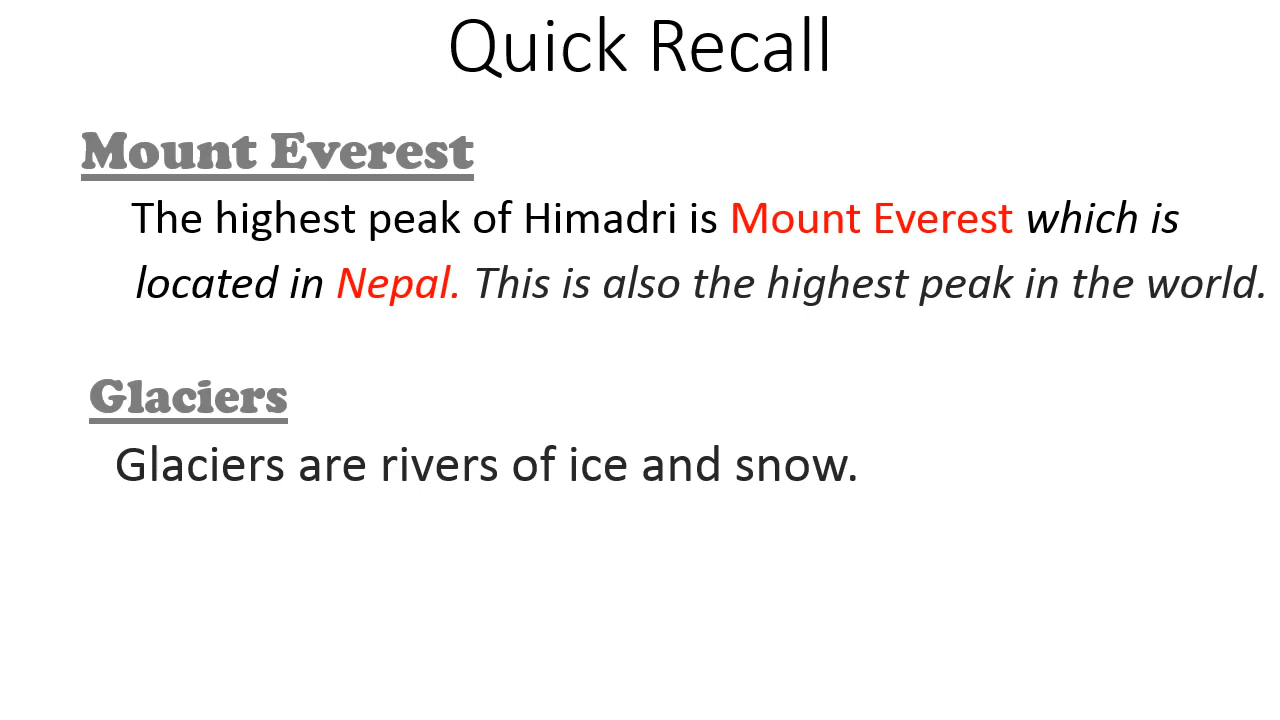 Quick Recall
Mount Everest
The highest peak of Himadri is Mount Everest which is
located in Nepal. This is also the highest peak in the world.
Glaciers
Glaciers are rivers of ice and snow.